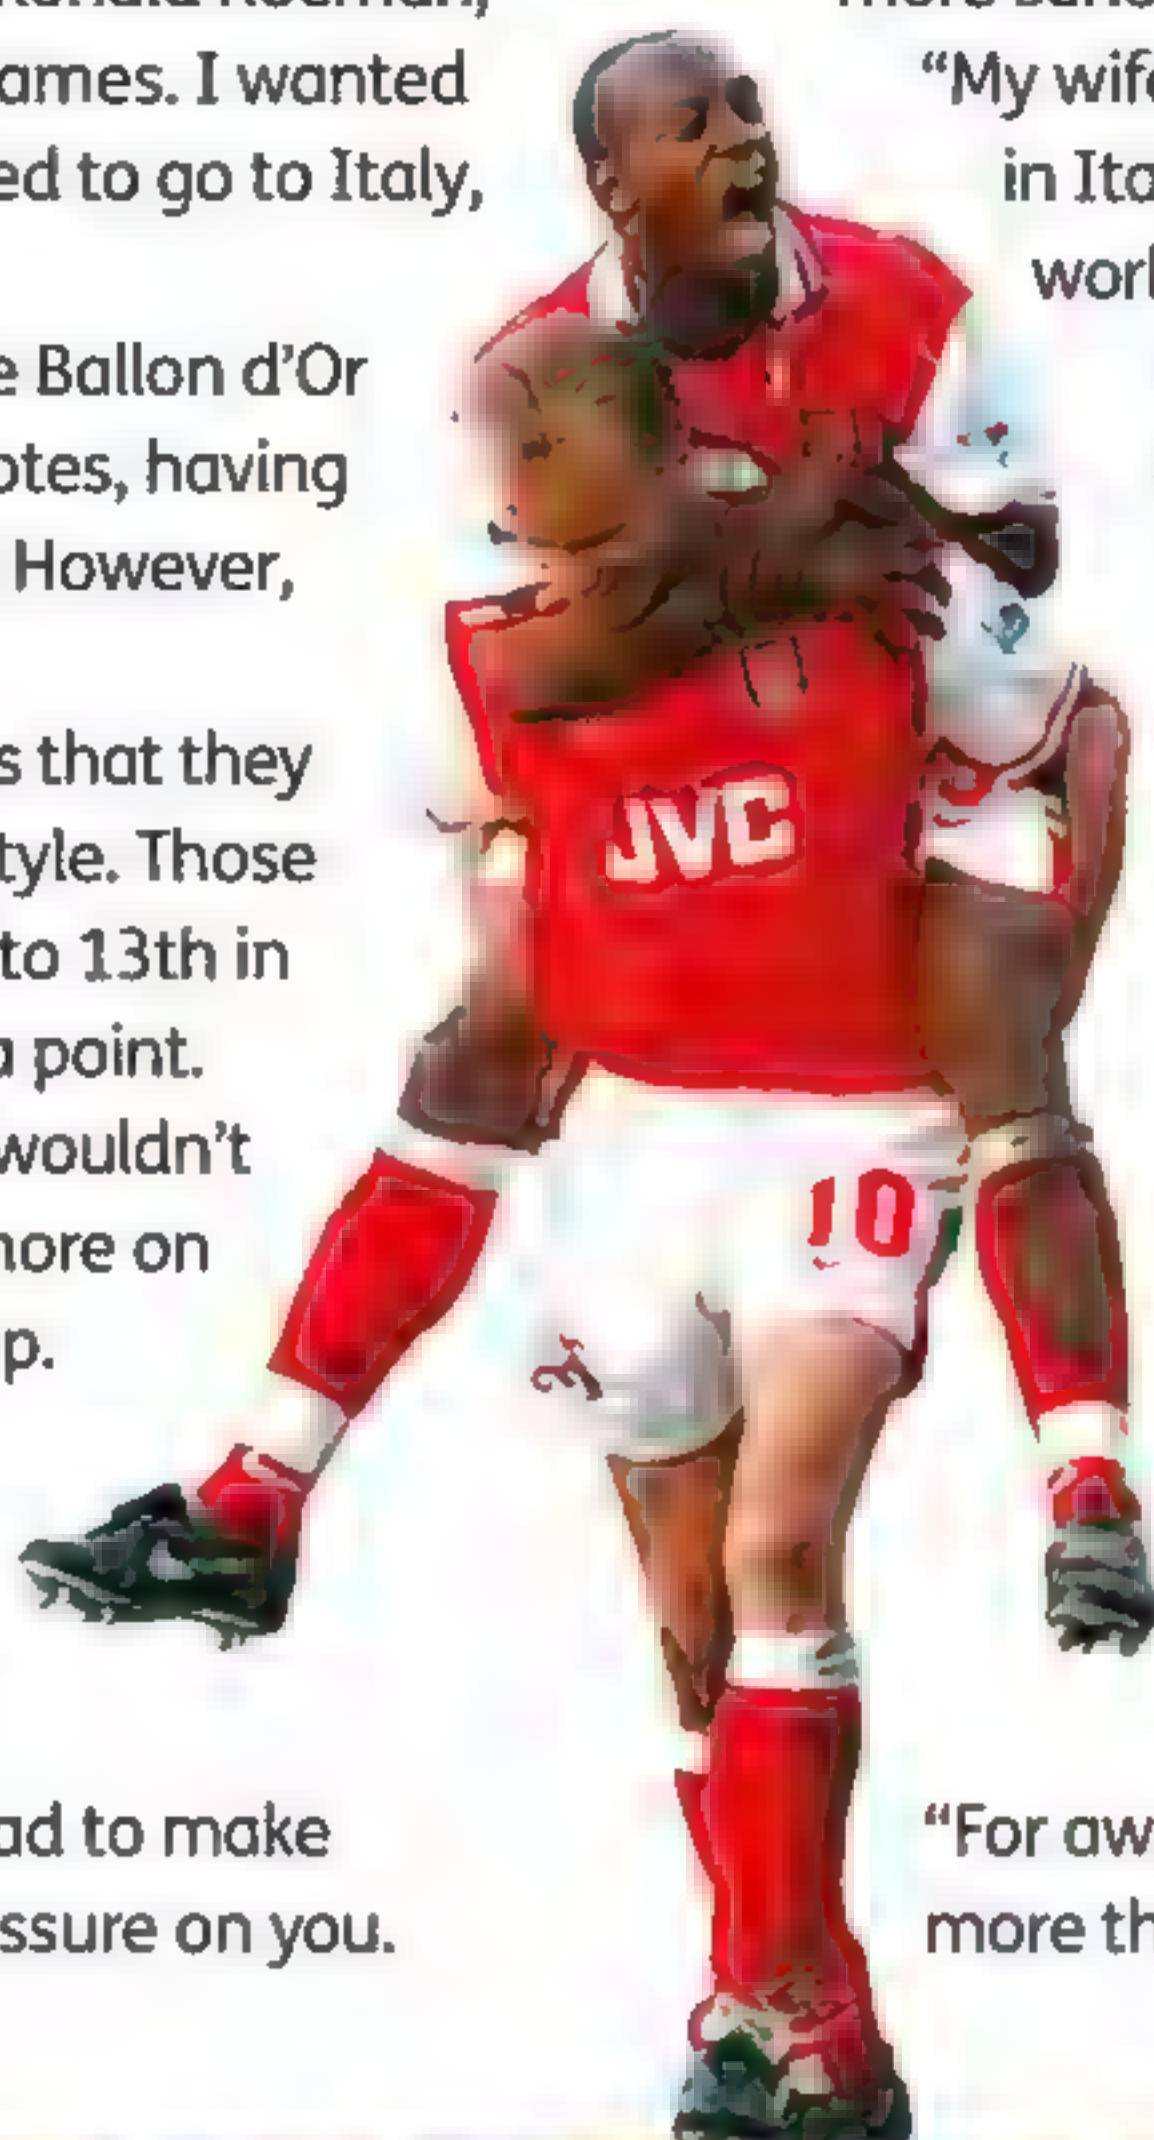 ames. I wanted
ed to go to Italy,
e Ballon d'Or
otes, having
However,
s that they
tyle. Those
to 13th in
a point.
wouldn't
nore on
p.
ad to make
ssure on you.
JVC
10
“My wife
in Ita
worl
“For aw
more th